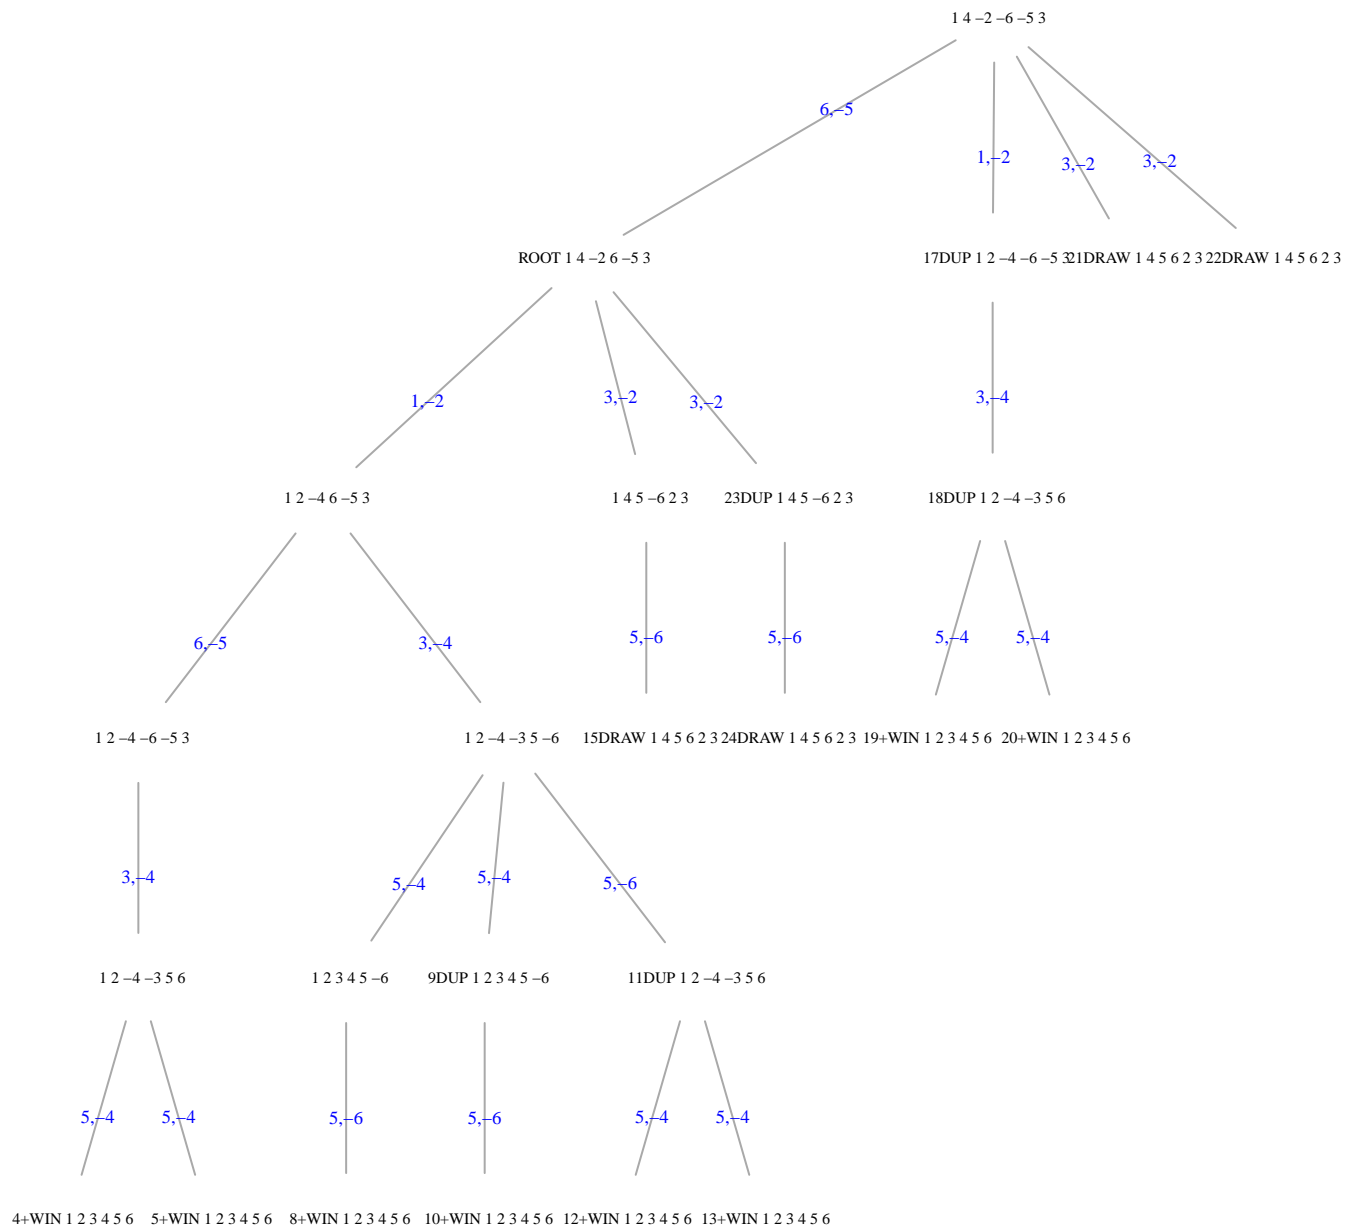 1 4 −2 −6 −5 3
6,−5
1,−2
3,−2
3,−2
ROOT 1 4 −2 6 −5 3
17DUP 1 2 −4 −6 −5 3
21DRAW 1 4 5 6 2 3
22DRAW 1 4 5 6 2 3
1,−2
3,−2
3,−2
3,−4
1 2 −4 6 −5 3
1 4 5 −6 2 3
23DUP 1 4 5 −6 2 3
18DUP 1 2 −4 −3 5 6
6,−5
3,−4
5,−6
5,−6
5,−4
5,−4
1 2 −4 −6 −5 3
1 2 −4 −3 5 −6
15DRAW 1 4 5 6 2 3
24DRAW 1 4 5 6 2 3
19+WIN 1 2 3 4 5 6
20+WIN 1 2 3 4 5 6
3,−4
5,−4
5,−4
5,−6
1 2 −4 −3 5 6
1 2 3 4 5 −6
9DUP 1 2 3 4 5 −6
11DUP 1 2 −4 −3 5 6
5,−4
5,−4
5,−6
5,−6
5,−4
5,−4
4+WIN 1 2 3 4 5 6
5+WIN 1 2 3 4 5 6
8+WIN 1 2 3 4 5 6
10+WIN 1 2 3 4 5 6
12+WIN 1 2 3 4 5 6
13+WIN 1 2 3 4 5 6